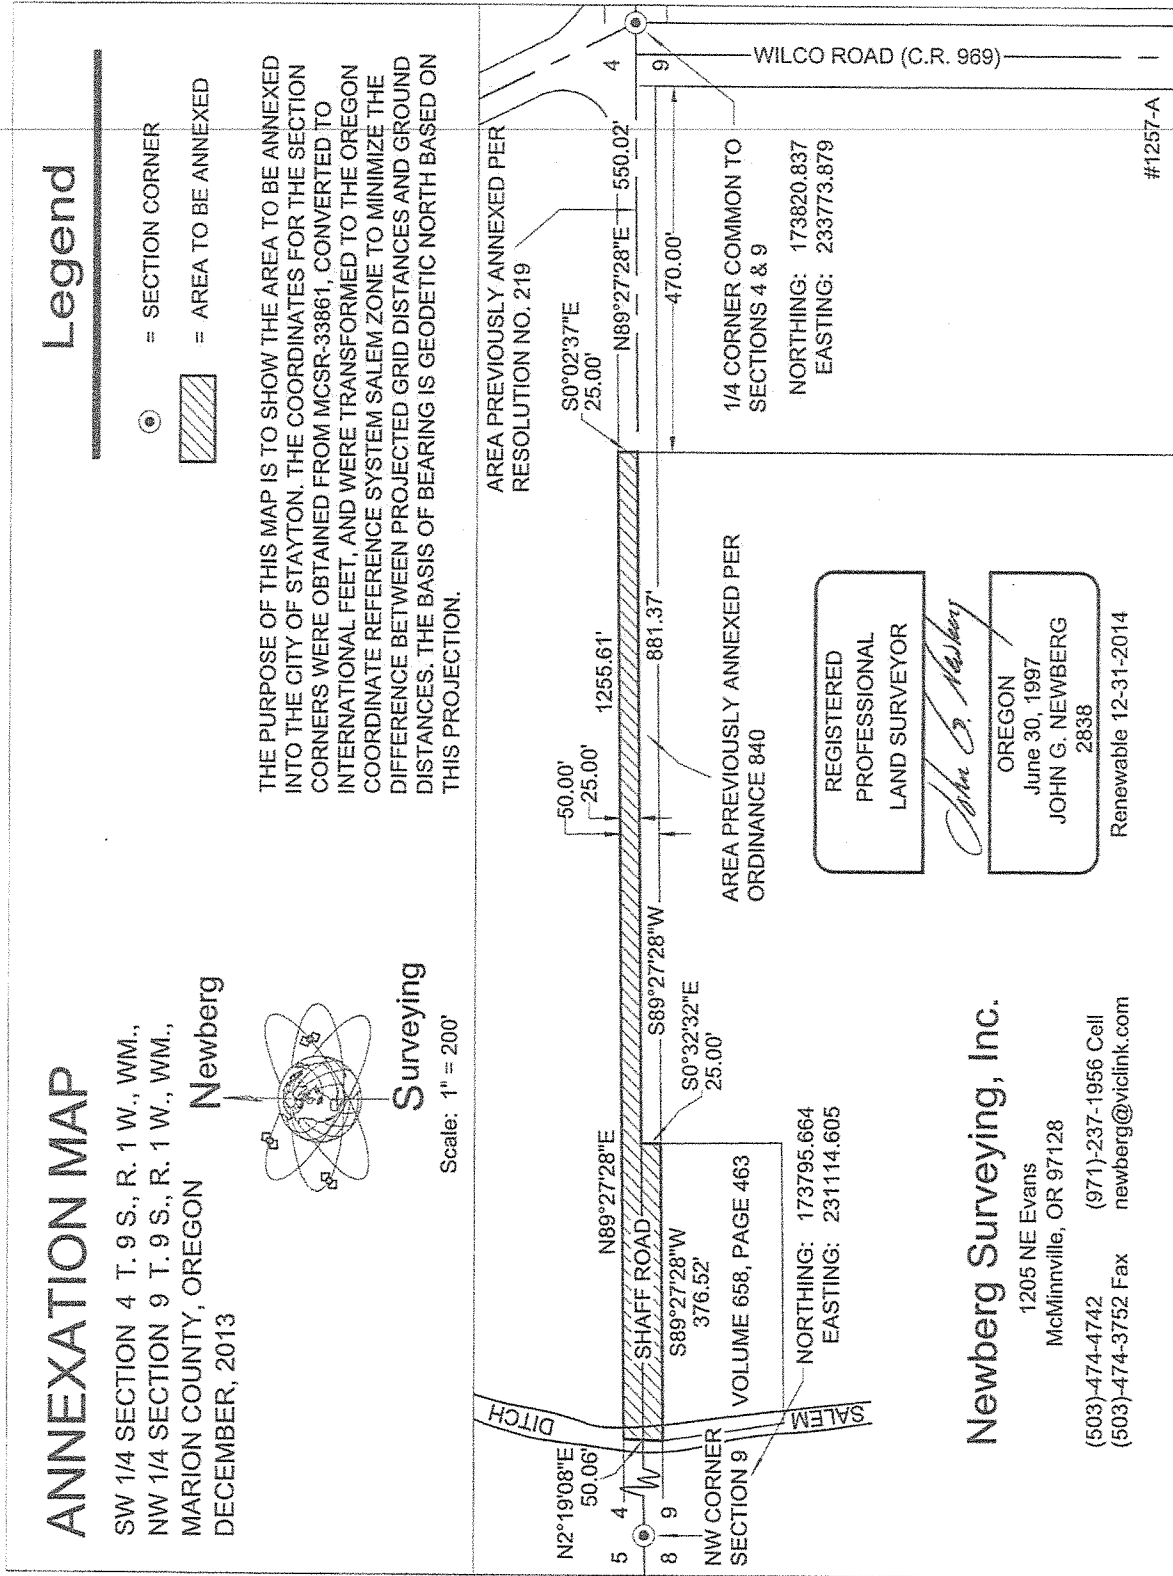 ANNEXATION MAP
SW 1/4 SECTION 4 T. 9 S., R. 1 W., WM.,
NW 1/4 SECTION 9 T. 9 S., R. 1 W., WM.,
MARION COUNTY, OREGON
DECEMBER, 2013
Newberg
Surveying
Scale: 1" = 200'
Legend
= SECTION CORNER
= AREA TO BE ANNEXED
THE PURPOSE OF THIS MAP IS TO SHOW THE AREA TO BE ANNEXED
INTO THE CITY OF STAYTON. THE COORDINATES FOR THE SECTION
CORNERS WERE OBTAINED FROM MCSR-33861, CONVERTED TO
INTERNATIONAL FEET, AND WERE TRANSFORMED TO THE OREGON
COORDINATE REFERENCE SYSTEM SALEM ZONE TO MINIMIZE THE
DIFFERENCE BETWEEN PROJECTED GRID DISTANCES AND GROUND
DISTANCES. THE BASIS OF BEARING IS GEODETIC NORTH BASED ON
THIS PROJECTION.
DITCH
SALEM
N2°19'08"E
50.06'
5
4
8
9
NW CORNER
SECTION 9
NORTHING: 173795.664
EASTING: 231114.605
N89°27'28"E
1255.61'
SHAFF ROAD
S89°27'28"W
376.52'
VOLUME 658, PAGE 463
S0°32'32"E
25.00'
S89°27'28"W
881.37'
50.00'
25.00'
AREA PREVIOUSLY ANNEXED PER
ORDINANCE 840
AREA PREVIOUSLY ANNEXED PER
RESOLUTION NO. 219
S0°02'37"E
25.00'
N89°27'28"E
550.02'
470.00'
4
9
WILCO ROAD (C.R. 969)
1/4 CORNER COMMON TO
SECTIONS 4 & 9
NORTHING: 173820.837
EASTING: 233773.879
REGISTERED
PROFESSIONAL
LAND SURVEYOR
John G. Newberg
OREGON
June 30, 1997
JOHN G. NEWBERG
2838
Renewable 12-31-2014
Newberg Surveying, Inc.
1205 NE Evans
McMinnville, OR 97128
(503)-474-4742 (971)-237-1956 Cell
(503)-474-3752 Fax newberg@viclink.com
#1257-A